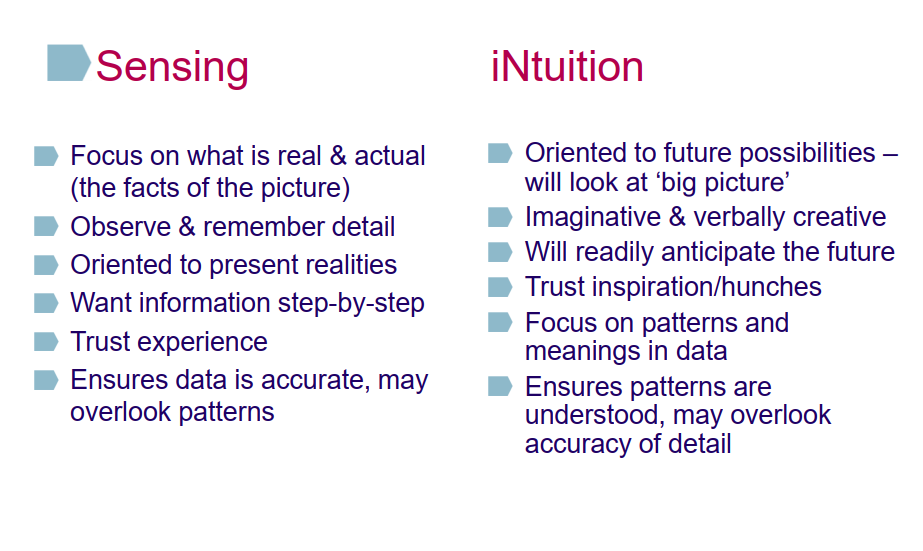 Sensing
Focus on what is real & actual
(the facts of the picture)
Observe & remember detail
Oriented to present realities
Want information step-by-step
Trust experience
Ensures data is accurate, may
overlook patterns
iNtuition
Oriented to future possibilities –
will look at ‘big picture’
Imaginative & verbally creative
Will readily anticipate the future
Trust inspiration/hunches
Focus on patterns and
meanings in data
Ensures patterns are
understood, may overlook
accuracy of detail